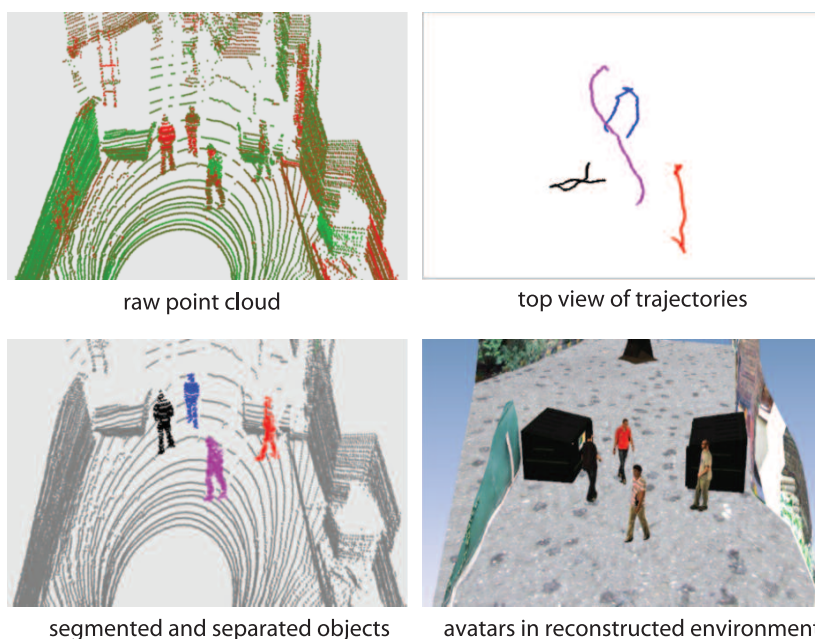 raw point cloud
top view of trajectories
segmented and separated objects
avatars in reconstructed environment